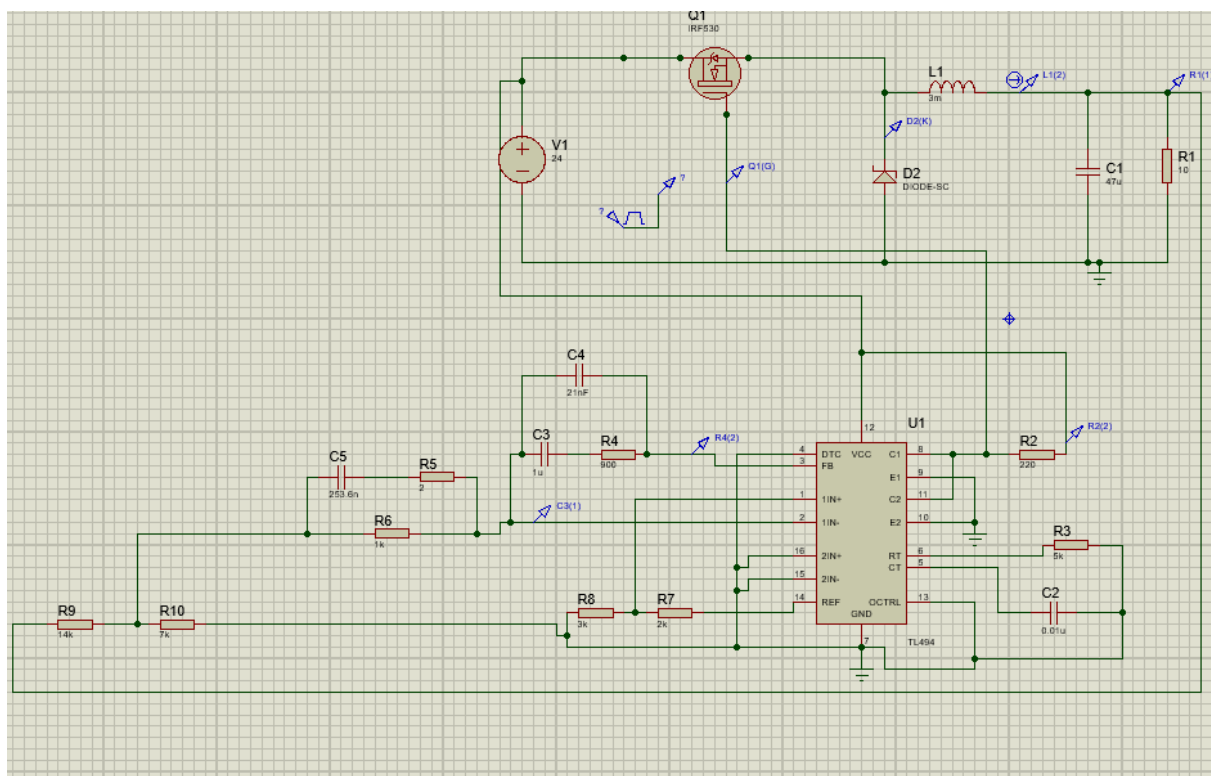 Q1
IRF530
L1
3m
L1(2)
R1(1
D2(K)
V1
24
Q1(G)
?
?
D2
DIODE-SC
C1
47u
R1
10
C4
21nF
U1
C3
1u
R4
900
R4(2)
12
R2
220
R2(2)
C5
253.6n
R5
2
4
DTC
VCC
C1
8
3
FB
E1
9
1
1IN+
C2
11
R6
1k
C3(1)
2
1IN-
E2
10
R3
5k
16
2IN+
RT
6
CT
5
15
2IN-
C2
0.01u
R8
3k
R7
2k
14
REF
OCTRL
13
GND
7
TL494
R9
14k
R10
7k